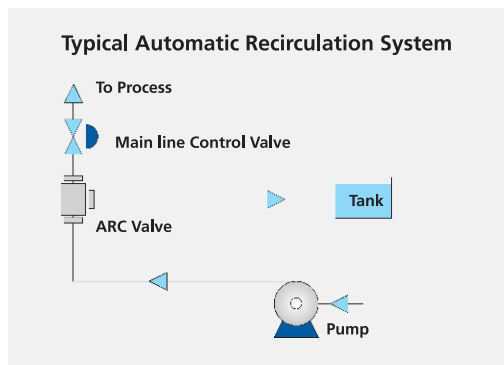 Typical Automatic Recirculation System
To Process
Main line Control Valve
Tank
ARC Valve
Pump